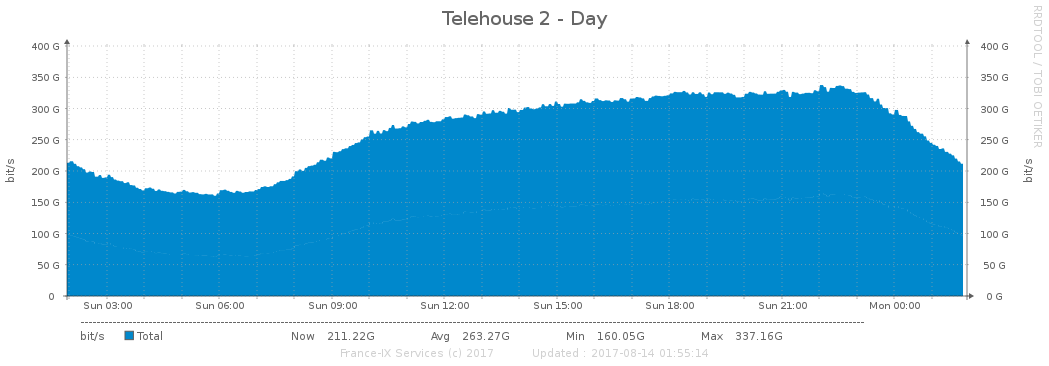 Telehouse 2 - Day
RRDTOOL / TOBI OETIKER
bit/s
bit/s
400 G 400 G
350 G 350 G
300 G 300 G
250 G 250 G
200 G 200 G
150 G 150 G
100 G 100 G
50 G 50 G
0 0 G
Sun 03:00 Sun 06:00 Sun 09:00 Sun 12:00 Sun 15:00 Sun 18:00 Sun 21:00 Mon 00:00
bit/s Total Now 211.22G Avg 263.27G Min 160.05G Max 337.16G
France-IX Services (c) 2017 Updated : 2017-08-14 01:55:14